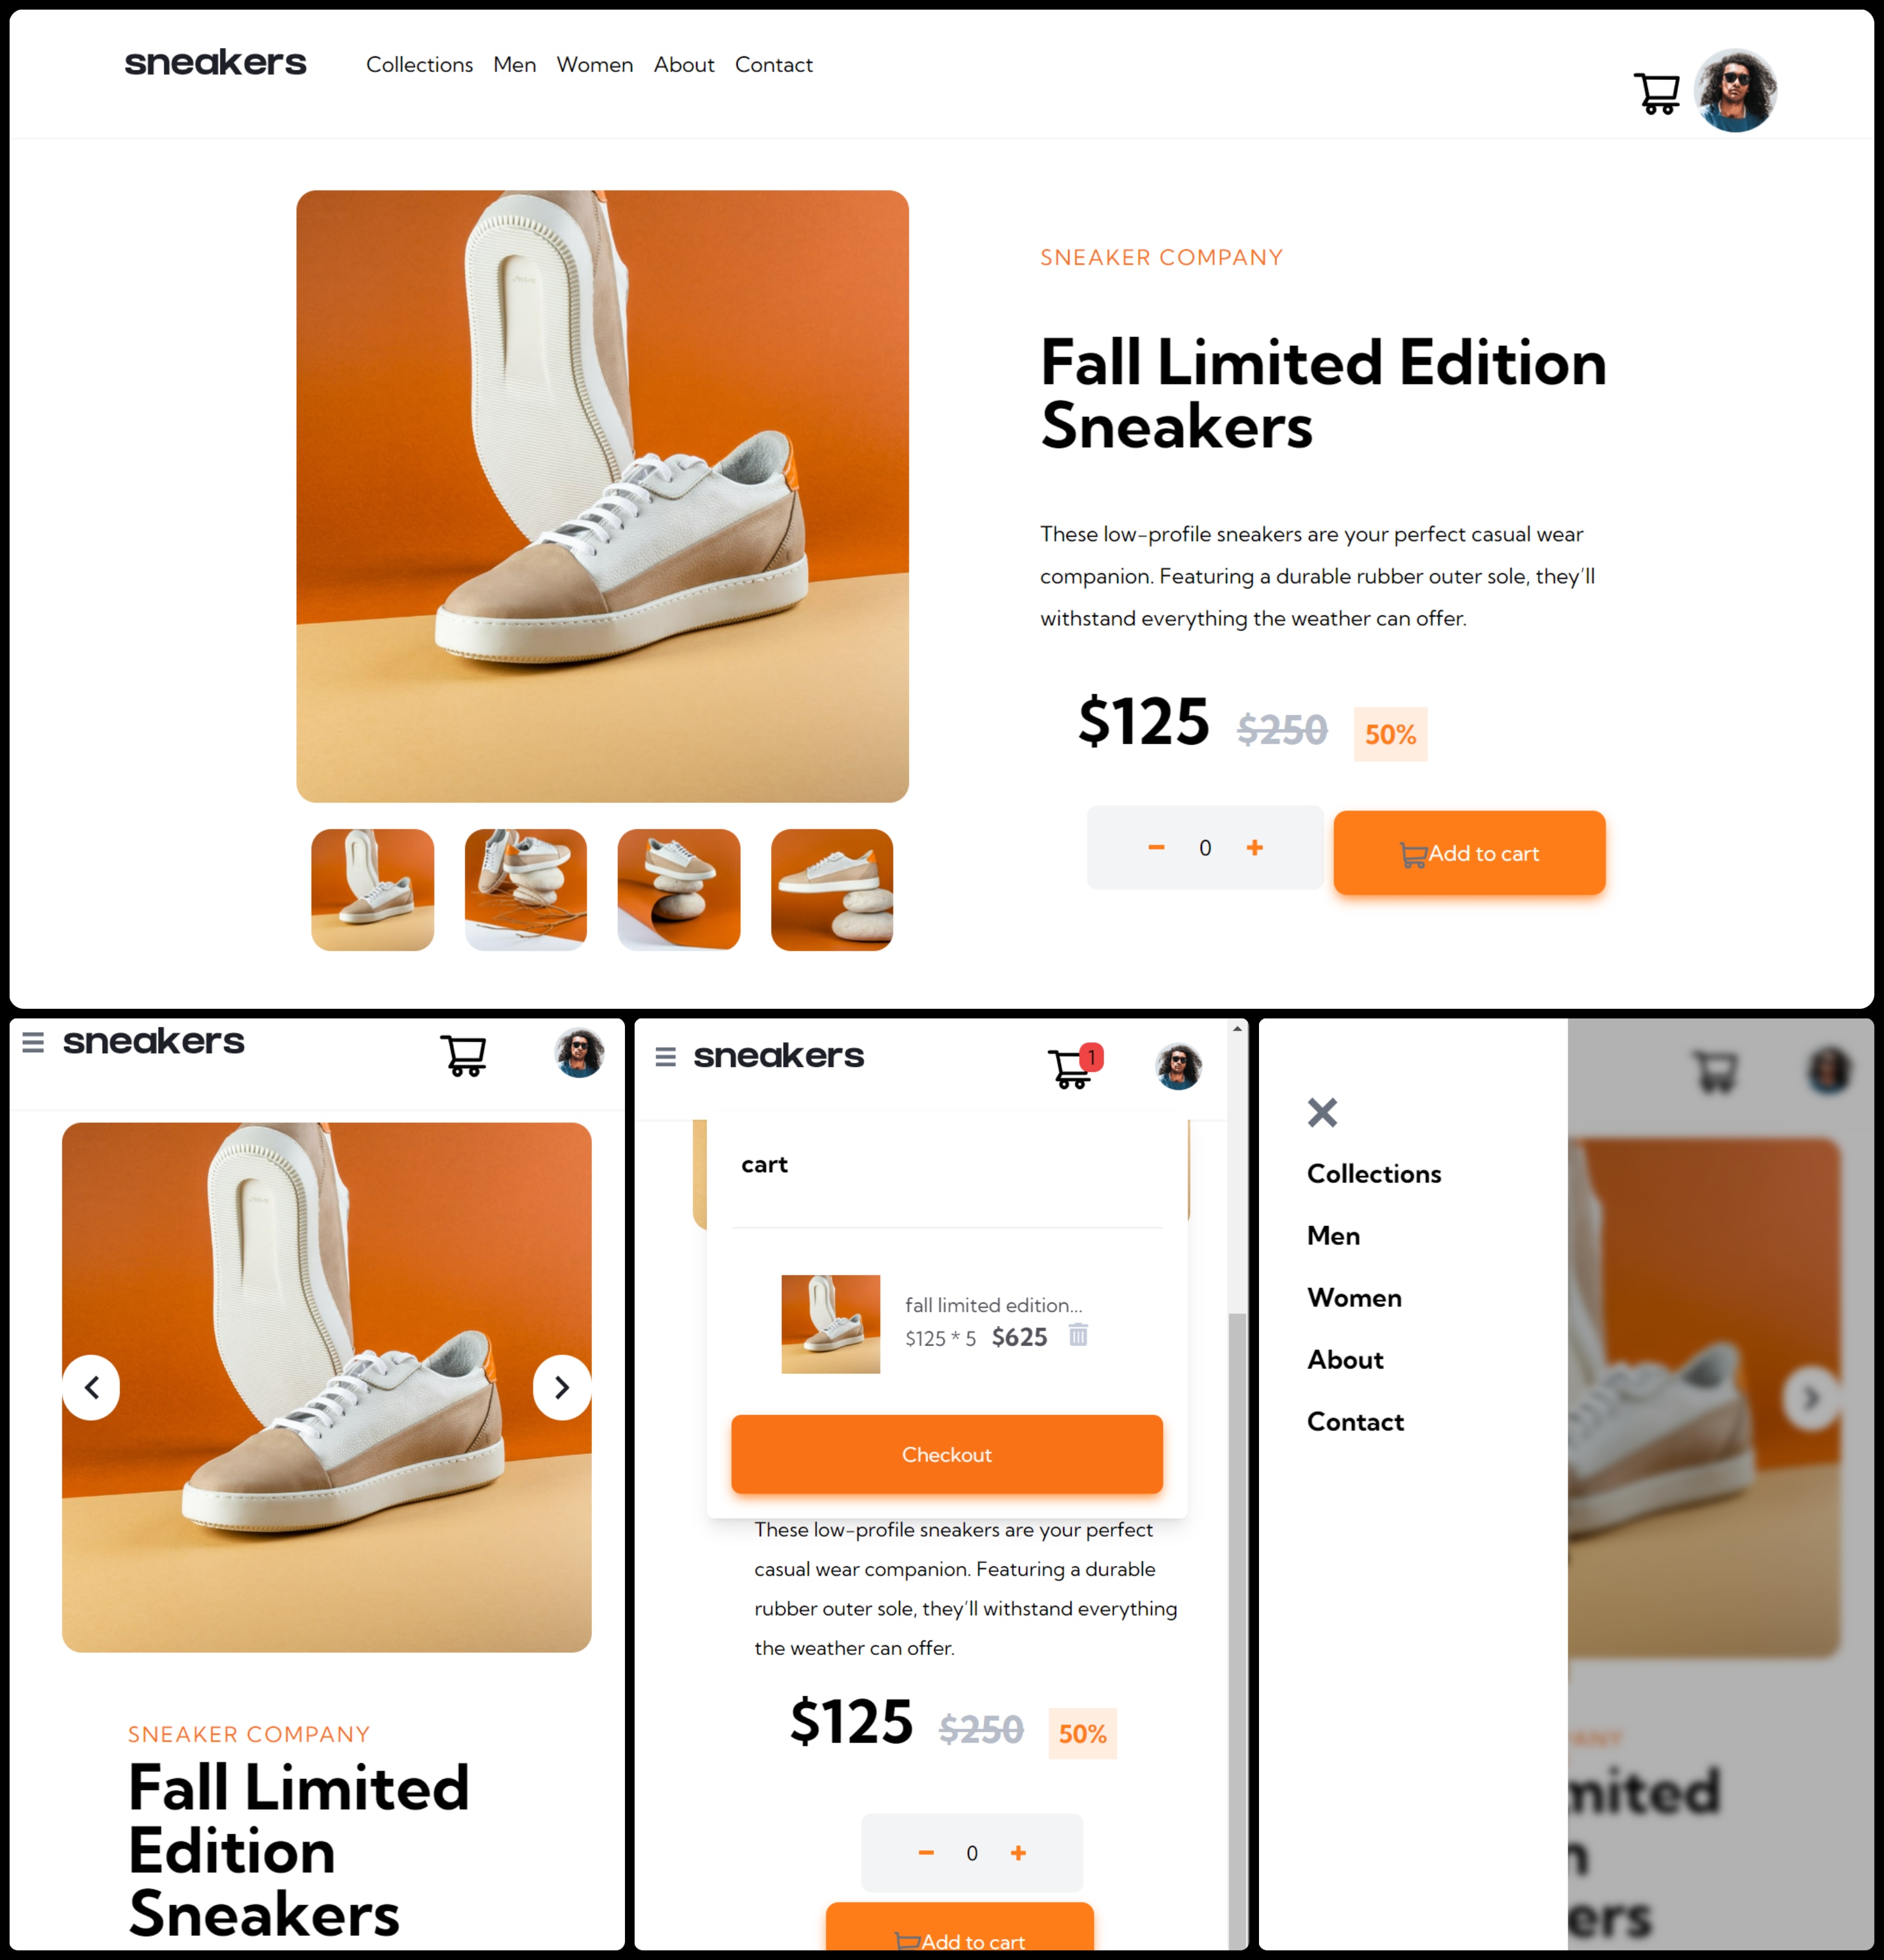 sneakers
Collections Men Women About Contact
SNEAKER COMPANY
Fall Limited Edition
Sneakers
These low-profile sneakers are your perfect casual wear
companion. Featuring a durable rubber outer sole, they'll
withstand everything the weather can offer.
$125 $250 50%
0
Add to cart
sneakers
SNEAKER COMPANY
Fall Limited
Edition
Sneakers
sneakers
1
cart
fall limited edition...
$125 * 5 $625
Checkout
These low-profile sneakers are your perfect
casual wear companion. Featuring a durable
rubber outer sole, they'll withstand everything
the weather can offer.
$125 $250 50%
0
Add to cart
Collections
Men
Women
About
Contact
mited
n
ers